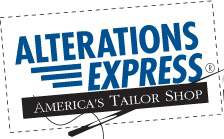 ALTERATIONS
EXPRESS®
AMERICA'S TAILOR SHOP